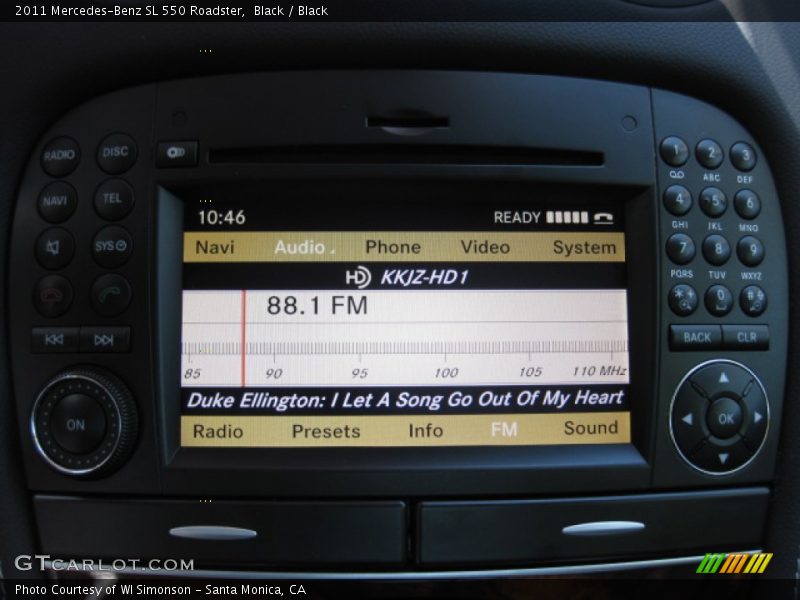 2011 Mercedes-Benz SL 550 Roadster,  Black / Black
RADIO
DISC
NAVI
TEL
SYS
ON
10:46
READY
Navi Audio Phone Video System
HD KKJZ-HD1
88.1 FM
85 90 95 100 105 110 MHz
Duke Ellington: I Let A Song Go Out Of My Heart
Radio Presets Info FM Sound
1 2 3
ABC DEF
4 5 6
GHI JKL MNO
7 8 9
PQRS TUV WXYZ
* 0 #
BACK CLR
OK
GTCARLOT.COM
Photo Courtesy of WI Simonson - Santa Monica, CA